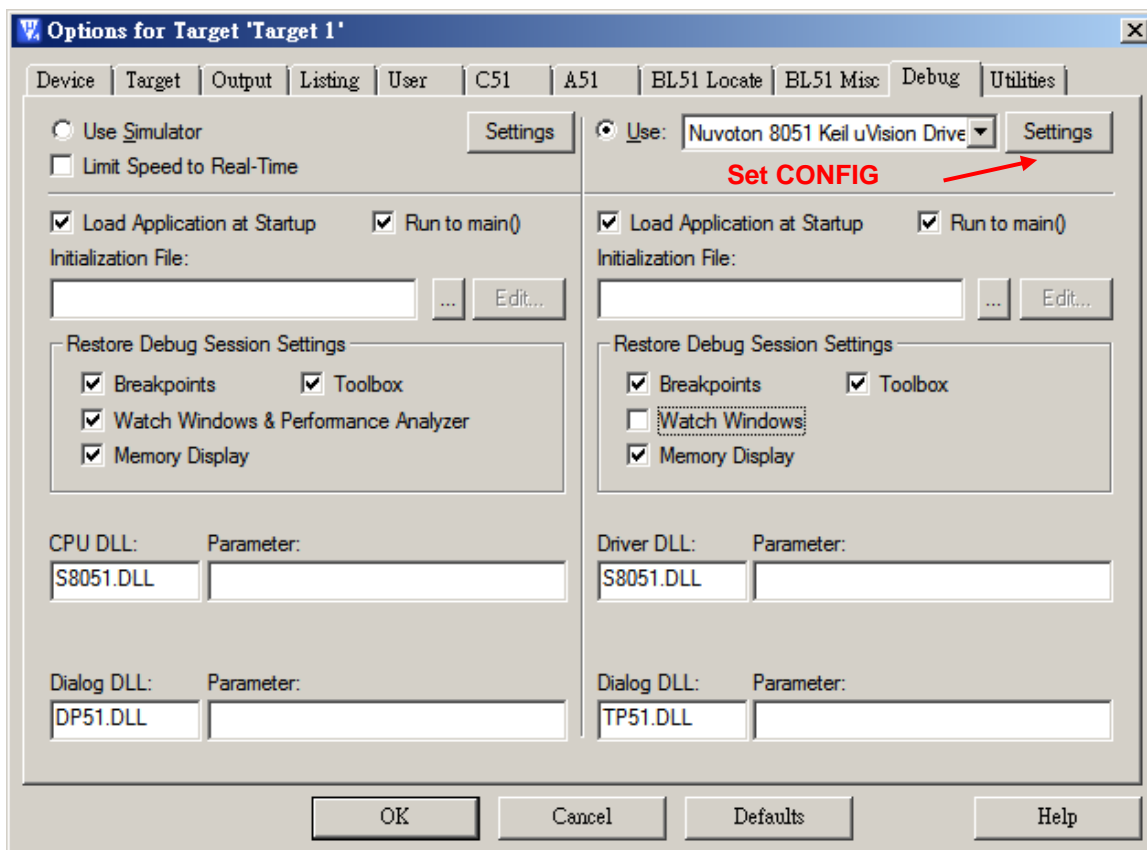 Options for Target 'Target 1'
Device Target Output Listing User C51 A51 BL51 Locate BL51 Misc Debug Utilities
Use Simulator Settings
Limit Speed to Real-Time
Use: Nuvoton 8051 Keil uVision Drive Settings
Set CONFIG
Load Application at Startup Run to main()
Initialization File:
... Edit...
Restore Debug Session Settings
Breakpoints Toolbox
Watch Windows & Performance Analyzer
Memory Display
CPU DLL: Parameter:
S8051.DLL
Dialog DLL: Parameter:
DP51.DLL
Load Application at Startup Run to main()
Initialization File:
... Edit...
Restore Debug Session Settings
Breakpoints Toolbox
Watch Windows
Memory Display
Driver DLL: Parameter:
S8051.DLL
Dialog DLL: Parameter:
TP51.DLL
OK Cancel Defaults Help